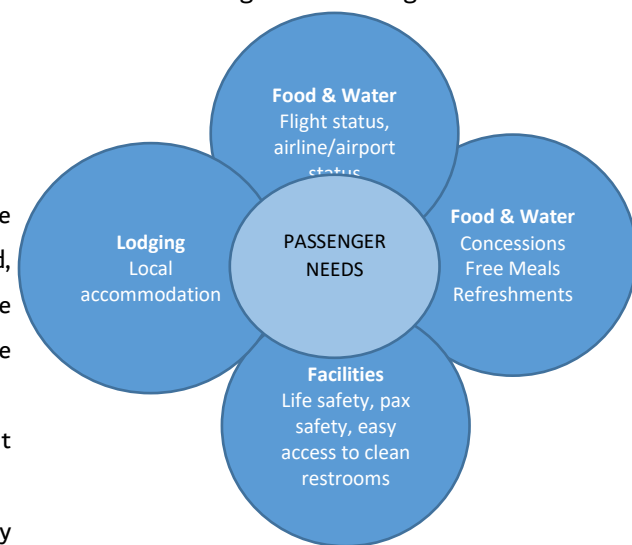 Food & Water
Flight status,
airline/airport
status
Food & Water
Concessions
Free Meals
Refreshments
Lodging
Local
accommodation
PASSENGER
NEEDS
Facilities
Life safety, pax
safety, easy
access to clean
restrooms